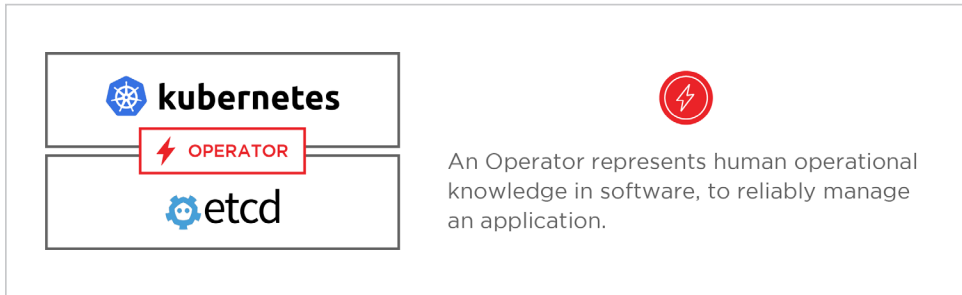 kubernetes
OPERATOR
etcd
An Operator represents human operational
knowledge in software, to reliably manage
an application.